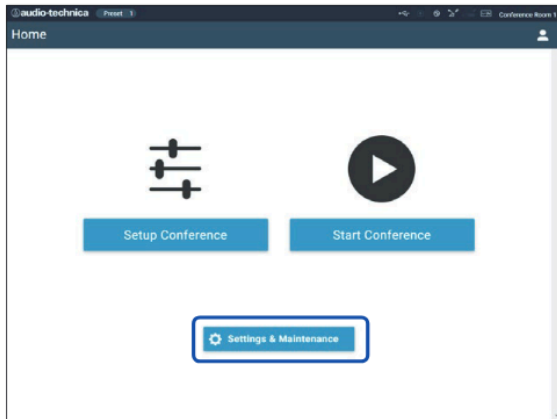 audio-technica Preset 1 Conference Room 1
Home
Setup Conference Start Conference
Settings & Maintenance